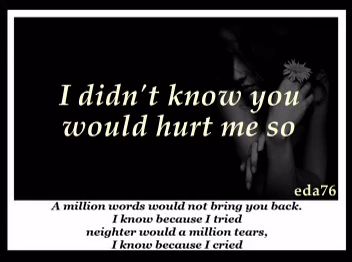 I didn't know you
would hurt me so
eda76
A million words would not bring you back.
I know because I tried
neighter would a million tears,
I know because I cried